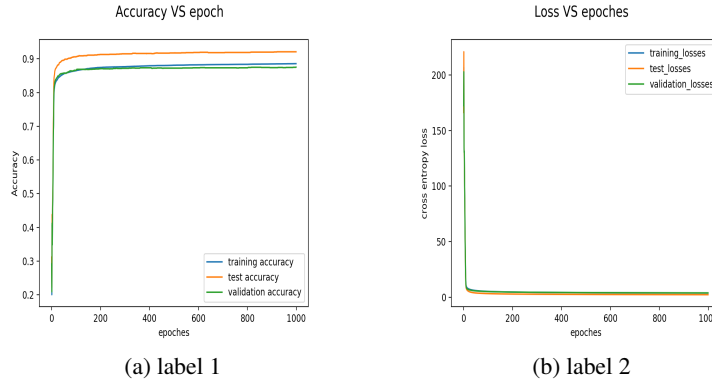 Accuracy VS epoch
0.9
0.8
0.7
0.6
0.5
0.4
0.3
0.2
Accuracy
training accuracy
test accuracy
validation accuracy
0 200 400 600 800 1000
epoches
(a) label 1
Loss VS epoches
200
150
100
50
0
cross entropy loss
training_losses
test_losses
validation_losses
0 200 400 600 800 1000
epoches
(b) label 2